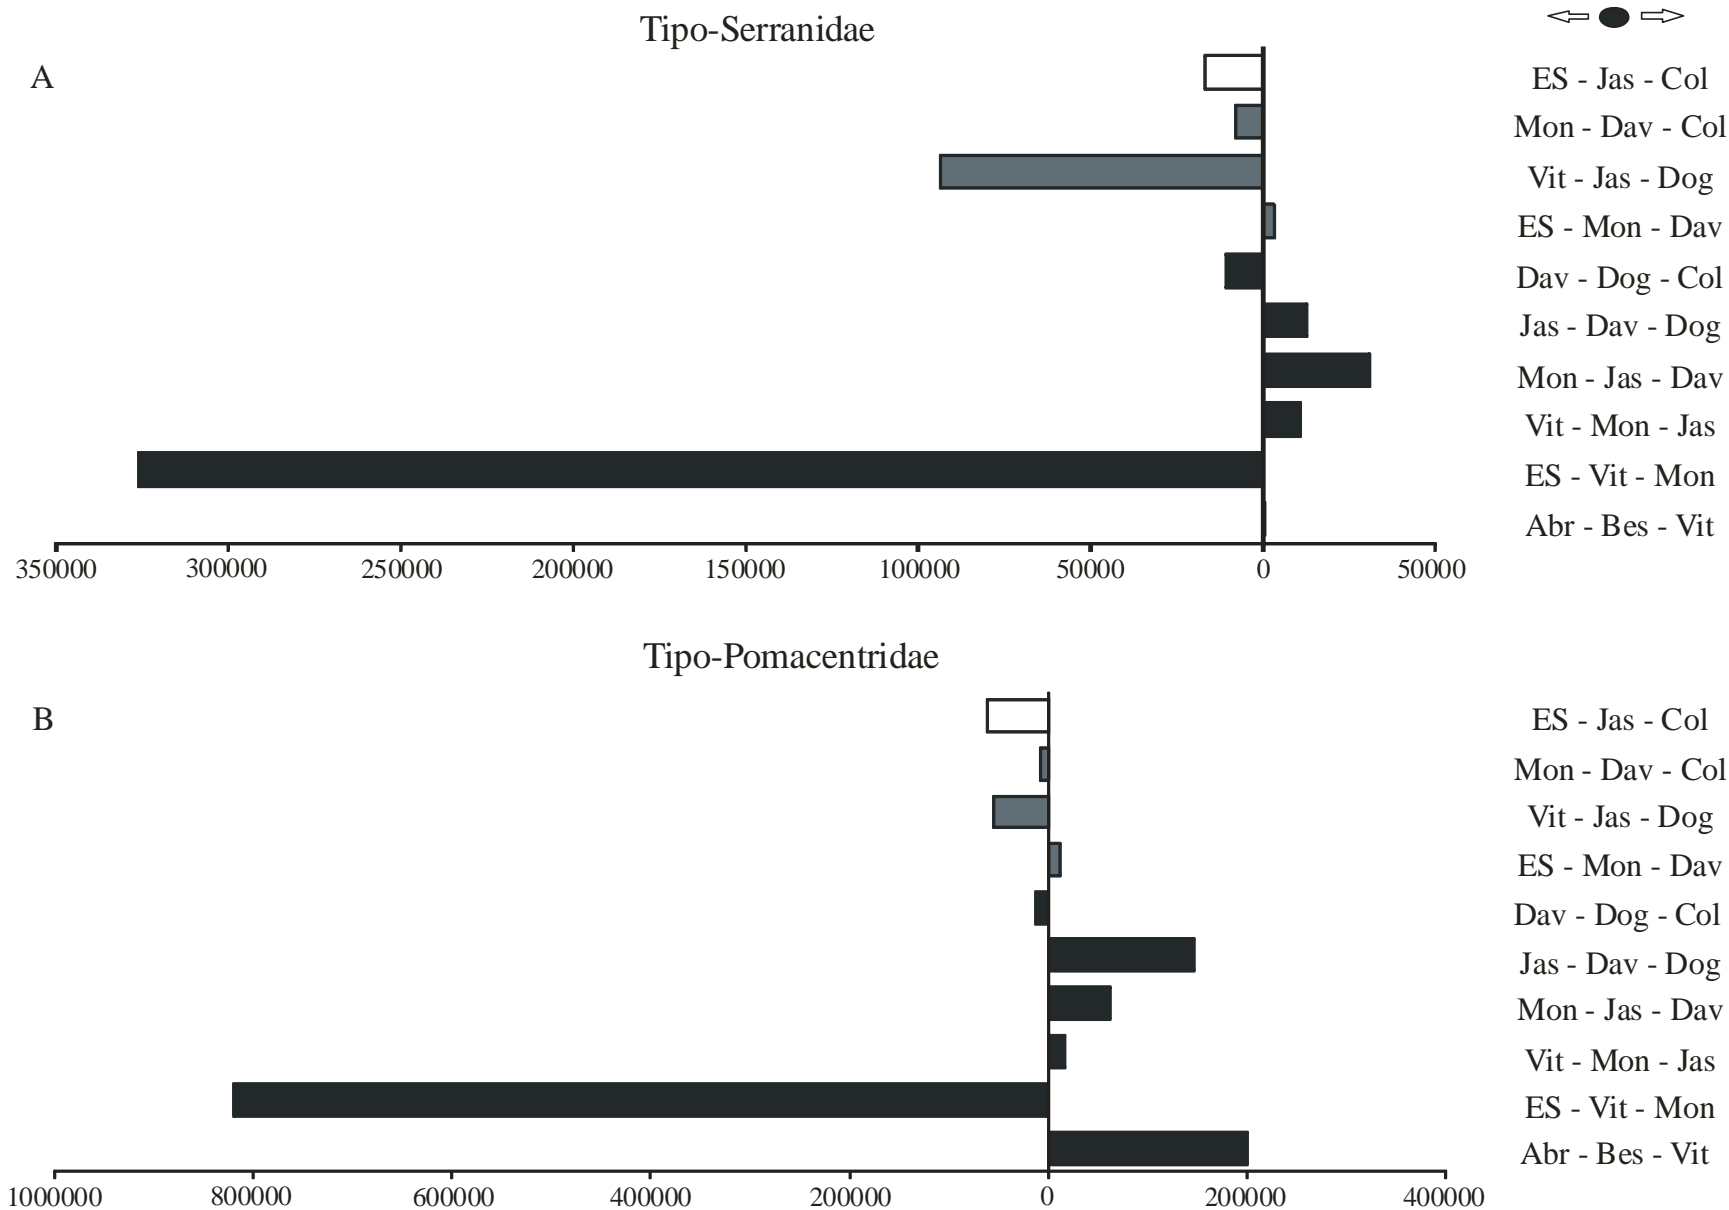 Tipo-Serranidae
A
ES - Jas - Col
Mon - Dav - Col
Vit - Jas - Dog
ES - Mon - Dav
Dav - Dog - Col
Jas - Dav - Dog
Mon - Jas - Dav
Vit - Mon - Jas
ES - Vit - Mon
Abr - Bes - Vit
350000 300000 250000 200000 150000 100000 50000 0 50000
Tipo-Pomacentridae
B
ES - Jas - Col
Mon - Dav - Col
Vit - Jas - Dog
ES - Mon - Dav
Dav - Dog - Col
Jas - Dav - Dog
Mon - Jas - Dav
Vit - Mon - Jas
ES - Vit - Mon
Abr - Bes - Vit
1000000 800000 600000 400000 200000 0 200000 400000